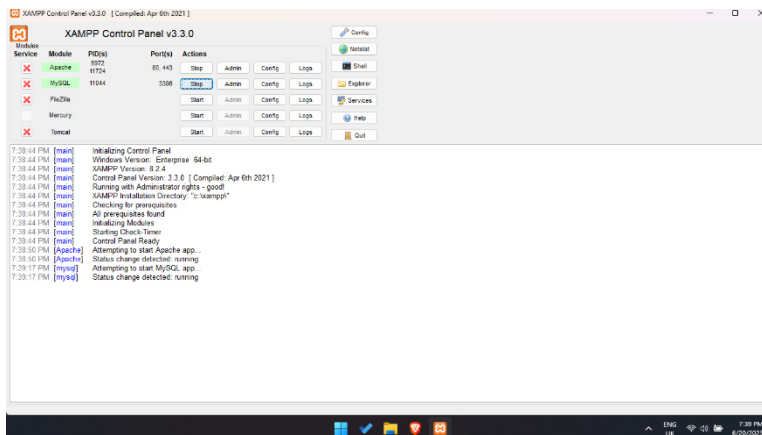 XAMPP Control Panel v3.3.0 [ Compiled: Apr 6th 2021 ]
XAMPP Control Panel v3.3.0
Config
Modules
Service Module PID(s) Port(s) Actions
Netstat
Apache 5972 11724 80, 443 Stop Admin Config Logs
Shell
MySQL 11044 3306 Stop Admin Config Logs
Explorer
FileZilla Start Admin Config Logs
Services
Mercury Start Admin Config Logs
Help
Tomcat Start Admin Config Logs
Quit
7:38:44 PM [main] Initializing Control Panel
7:38:44 PM [main] Windows Version: Enterprise 64-bit
7:38:44 PM [main] XAMPP Version: 8.2.4
7:38:44 PM [main] Control Panel Version: 3.3.0 [ Compiled: Apr 6th 2021 ]
7:38:44 PM [main] Running with Administrator rights - good!
7:38:44 PM [main] XAMPP Installation Directory: "c:\xampp\"
7:38:44 PM [main] Checking for prerequisites
7:38:44 PM [main] All prerequisites found
7:38:44 PM [main] Initializing Modules
7:38:44 PM [main] Starting Check-Timer
7:38:44 PM [main] Control Panel Ready
7:38:50 PM [Apache] Attempting to start Apache app...
7:38:50 PM [Apache] Status change detected: running
7:39:17 PM [mysql] Attempting to start MySQL app...
7:39:17 PM [mysql] Status change detected: running
ENG 7:39 PM
UK 6/20/2025